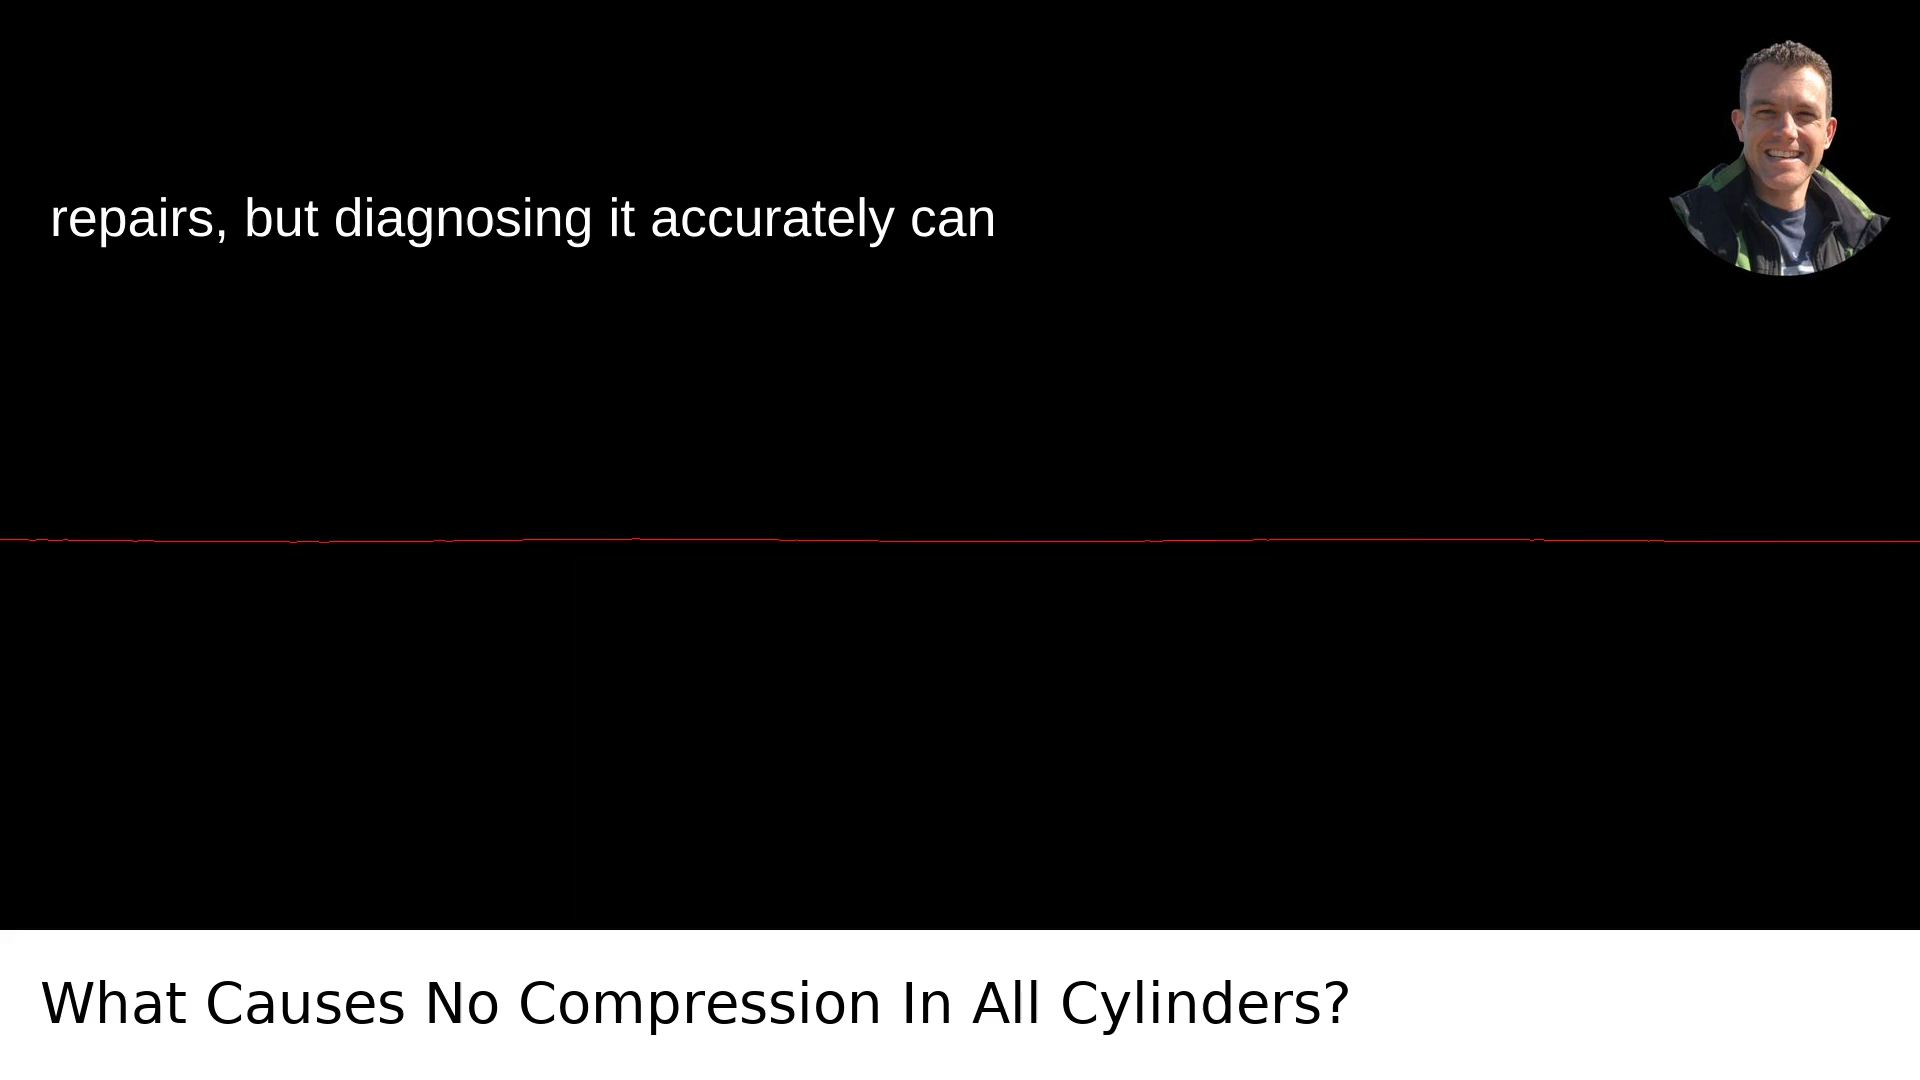 repairs, but diagnosing it accurately can
What Causes No Compression In All Cylinders?